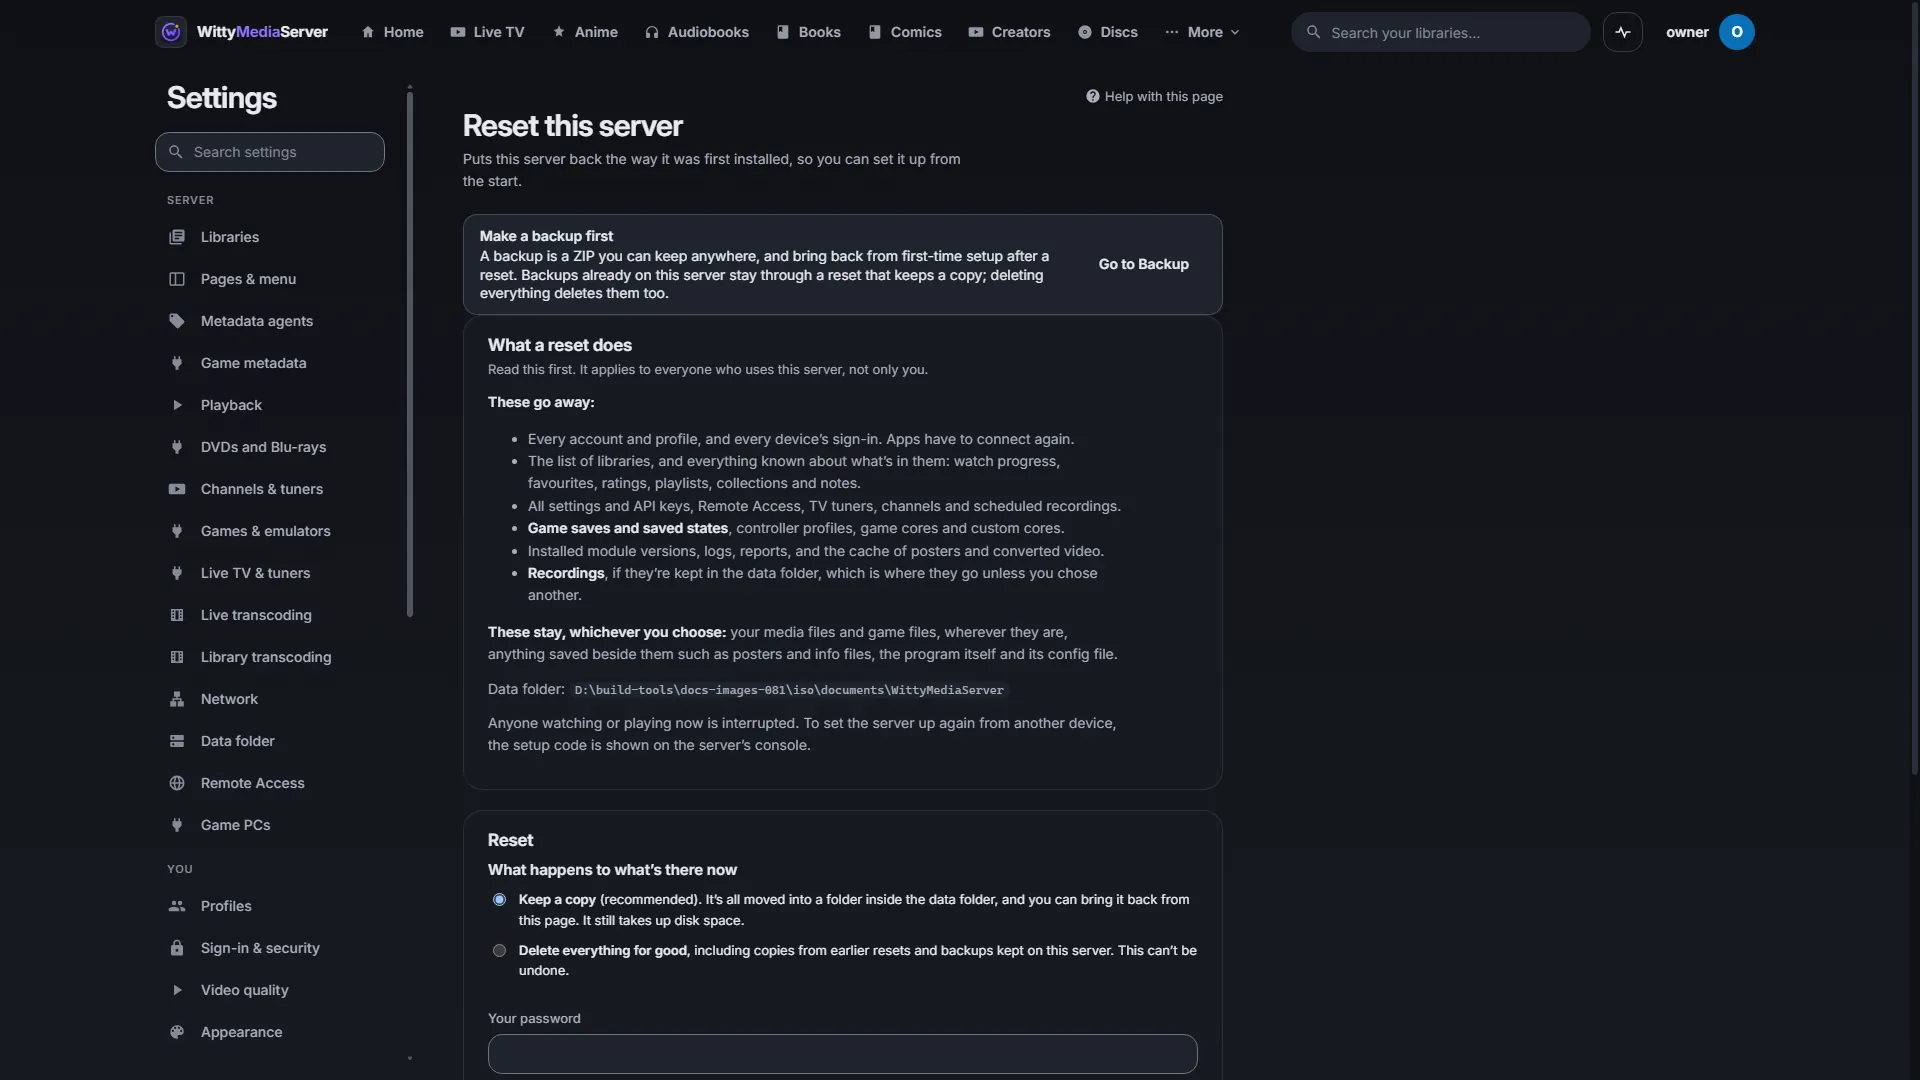 WittyMediaServer
Home
Live TV
Anime
Audiobooks
Books
Comics
Creators
Discs
More
Search your libraries...
owner
O
Settings
Search settings
SERVER
Libraries
Pages & menu
Metadata agents
Game metadata
Playback
DVDs and Blu-rays
Channels & tuners
Games & emulators
Live TV & tuners
Live transcoding
Library transcoding
Network
Data folder
Remote Access
Game PCs
YOU
Profiles
Sign-in & security
Video quality
Appearance
Help with this page
Reset this server
Puts this server back the way it was first installed, so you can set it up from
the start.
Make a backup first
A backup is a ZIP you can keep anywhere, and bring back from first-time setup after a
reset. Backups already on this server stay through a reset that keeps a copy; deleting
everything deletes them too.
Go to Backup
What a reset does
Read this first. It applies to everyone who uses this server, not only you.
These go away:
• Every account and profile, and every device’s sign-in. Apps have to connect again.
• The list of libraries, and everything known about what’s in them: watch progress,
favourites, ratings, playlists, collections and notes.
• All settings and API keys, Remote Access, TV tuners, channels and scheduled recordings.
• Game saves and saved states, controller profiles, game cores and custom cores.
• Installed module versions, logs, reports, and the cache of posters and converted video.
• Recordings, if they’re kept in the data folder, which is where they go unless you chose
another.
These stay, whichever you choose: your media files and game files, wherever they are,
anything saved beside them such as posters and info files, the program itself and its config file.
Data folder: D:\build-tools\docs-images-081\iso\documents\WittyMediaServer
Anyone watching or playing now is interrupted. To set the server up again from another device,
the setup code is shown on the server’s console.
Reset
What happens to what’s there now
Keep a copy (recommended). It’s all moved into a folder inside the data folder, and you can bring it back from
this page. It still takes up disk space.
Delete everything for good, including copies from earlier resets and backups kept on this server. This can’t be
undone.
Your password